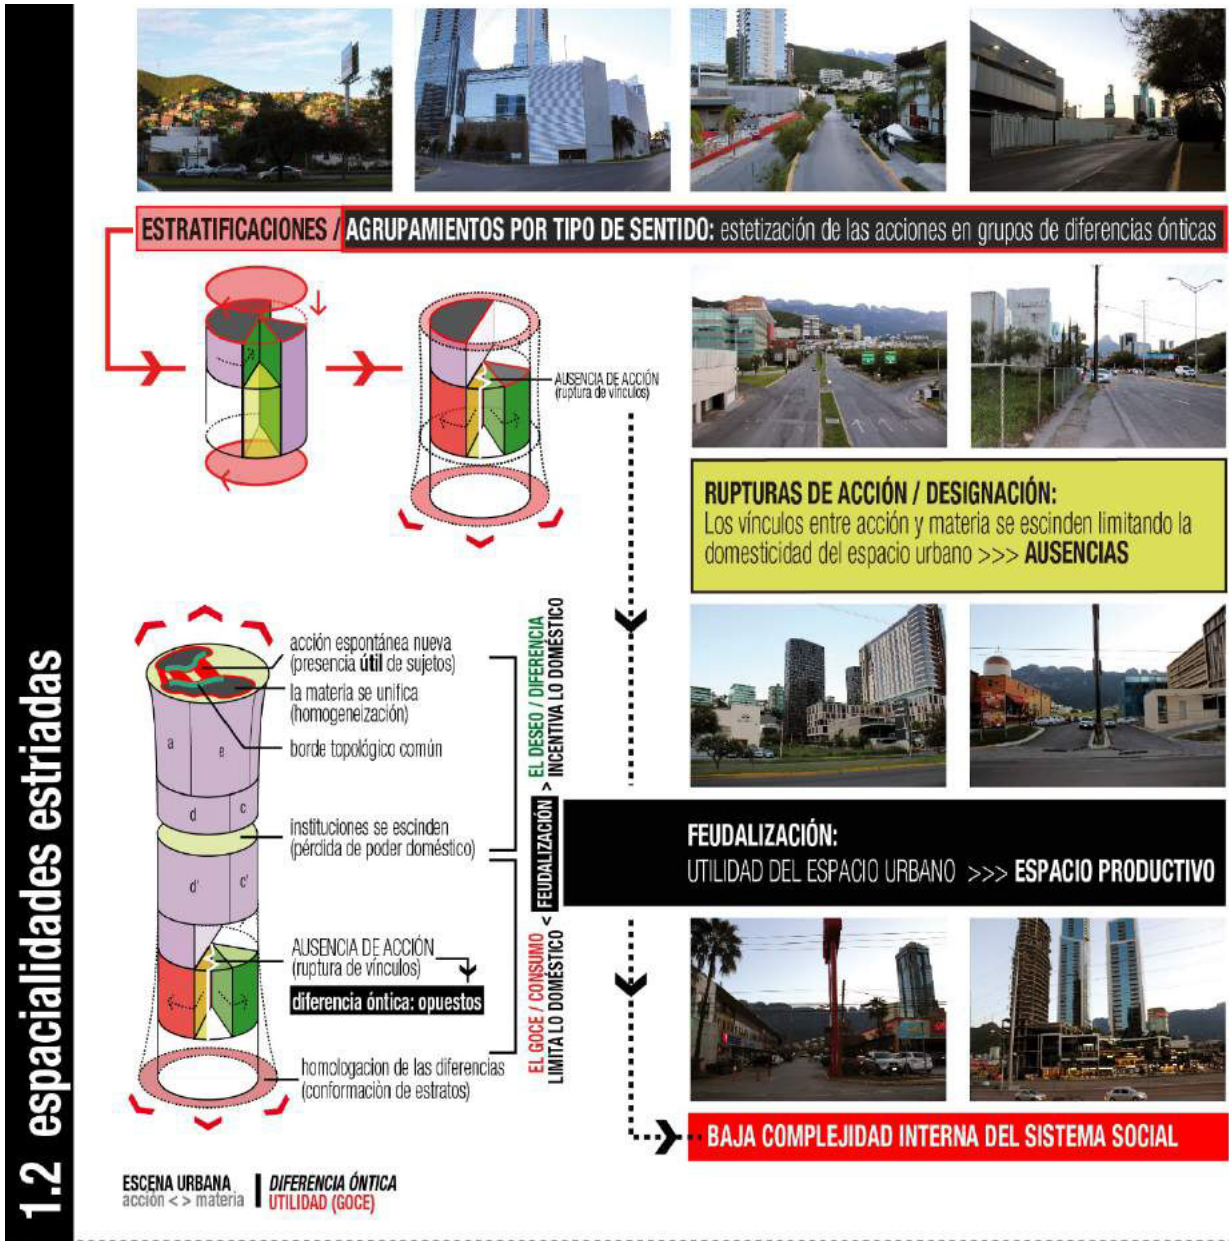 1.2 espacialidades estriadas
ESTRATIFICACIONES / AGRUPAMIENTOS POR TIPO DE SENTIDO: estetización de las acciones en grupos de diferencias ónticas
AUSENCIA DE ACCIÓN
(ruptura de vínculos)
RUPTURAS DE ACCIÓN / DESIGNACIÓN:
Los vínculos entre acción y materia se escinden limitando la
domesticidad del espacio urbano >>> AUSENCIAS
acción espontánea nueva
(presencia útil de sujetos)
la materia se unifica
(homogeneización)
borde topológico común
a
e
d
c
instituciones se escinden
(pérdida de poder doméstico)
d'
c'
AUSENCIA DE ACCIÓN
(ruptura de vínculos)
diferencia óntica: opuestos
homologacion de las diferencias
(conformaciòn de estratos)
EL GOCE / CONSUMO
LIMITA LO DOMÉSTICO
< FEUDALIZACIÓN >
EL DESEO / DIFERENCIA
INCENTIVA LO DOMÉSTICO
FEUDALIZACIÓN:
UTILIDAD DEL ESPACIO URBANO >>> ESPACIO PRODUCTIVO
BAJA COMPLEJIDAD INTERNA DEL SISTEMA SOCIAL
ESCENA URBANA
acción < > materia
DIFERENCIA ÓNTICA
UTILIDAD (GOCE)